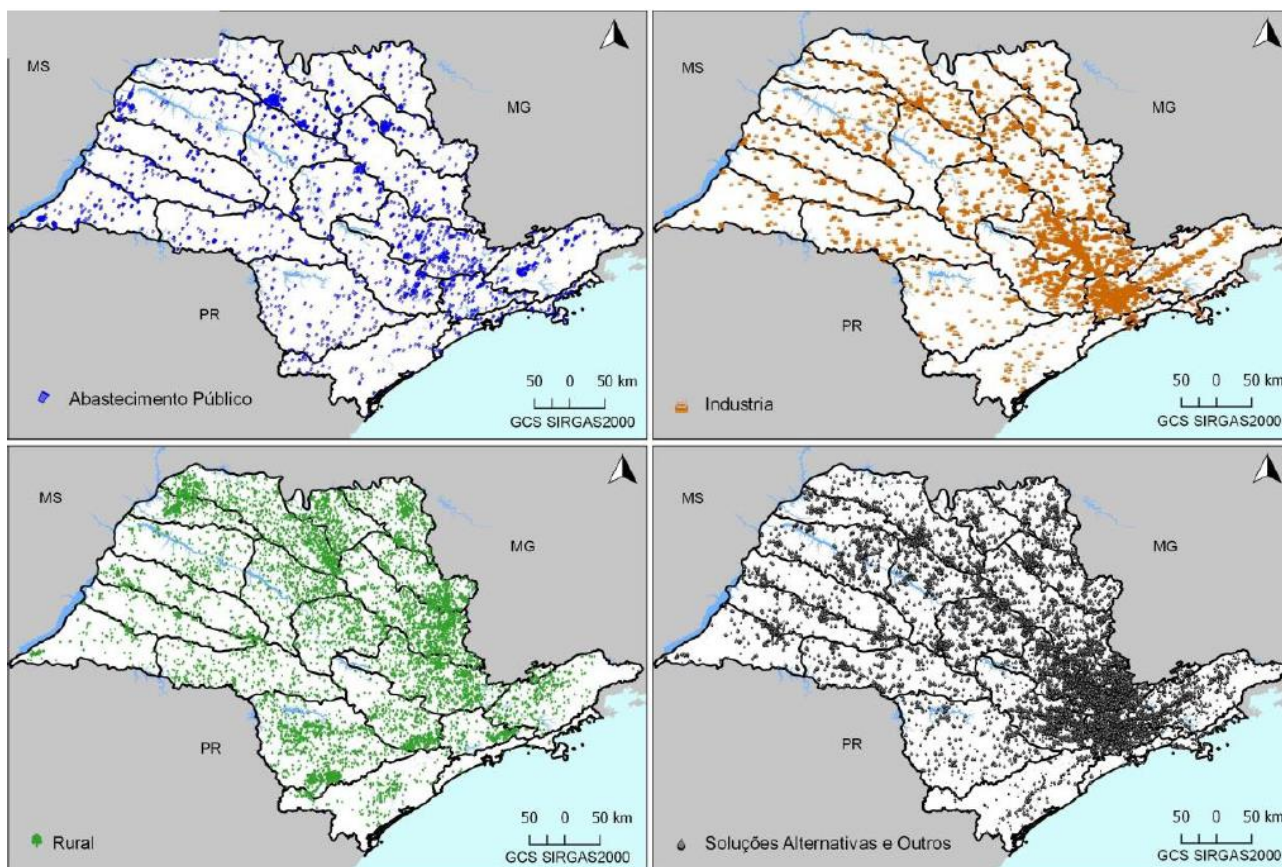 MS
MG
PR
Abastecimento Público
50 0 50 km
GCS SIRGAS2000
MS
MG
PR
Industria
50 0 50 km
GCS SIRGAS2000
MS
MG
PR
Rural
50 0 50 km
GCS SIRGAS2000
MS
MG
PR
Soluções Alternativas e Outros
50 0 50 km
GCS SIRGAS2000